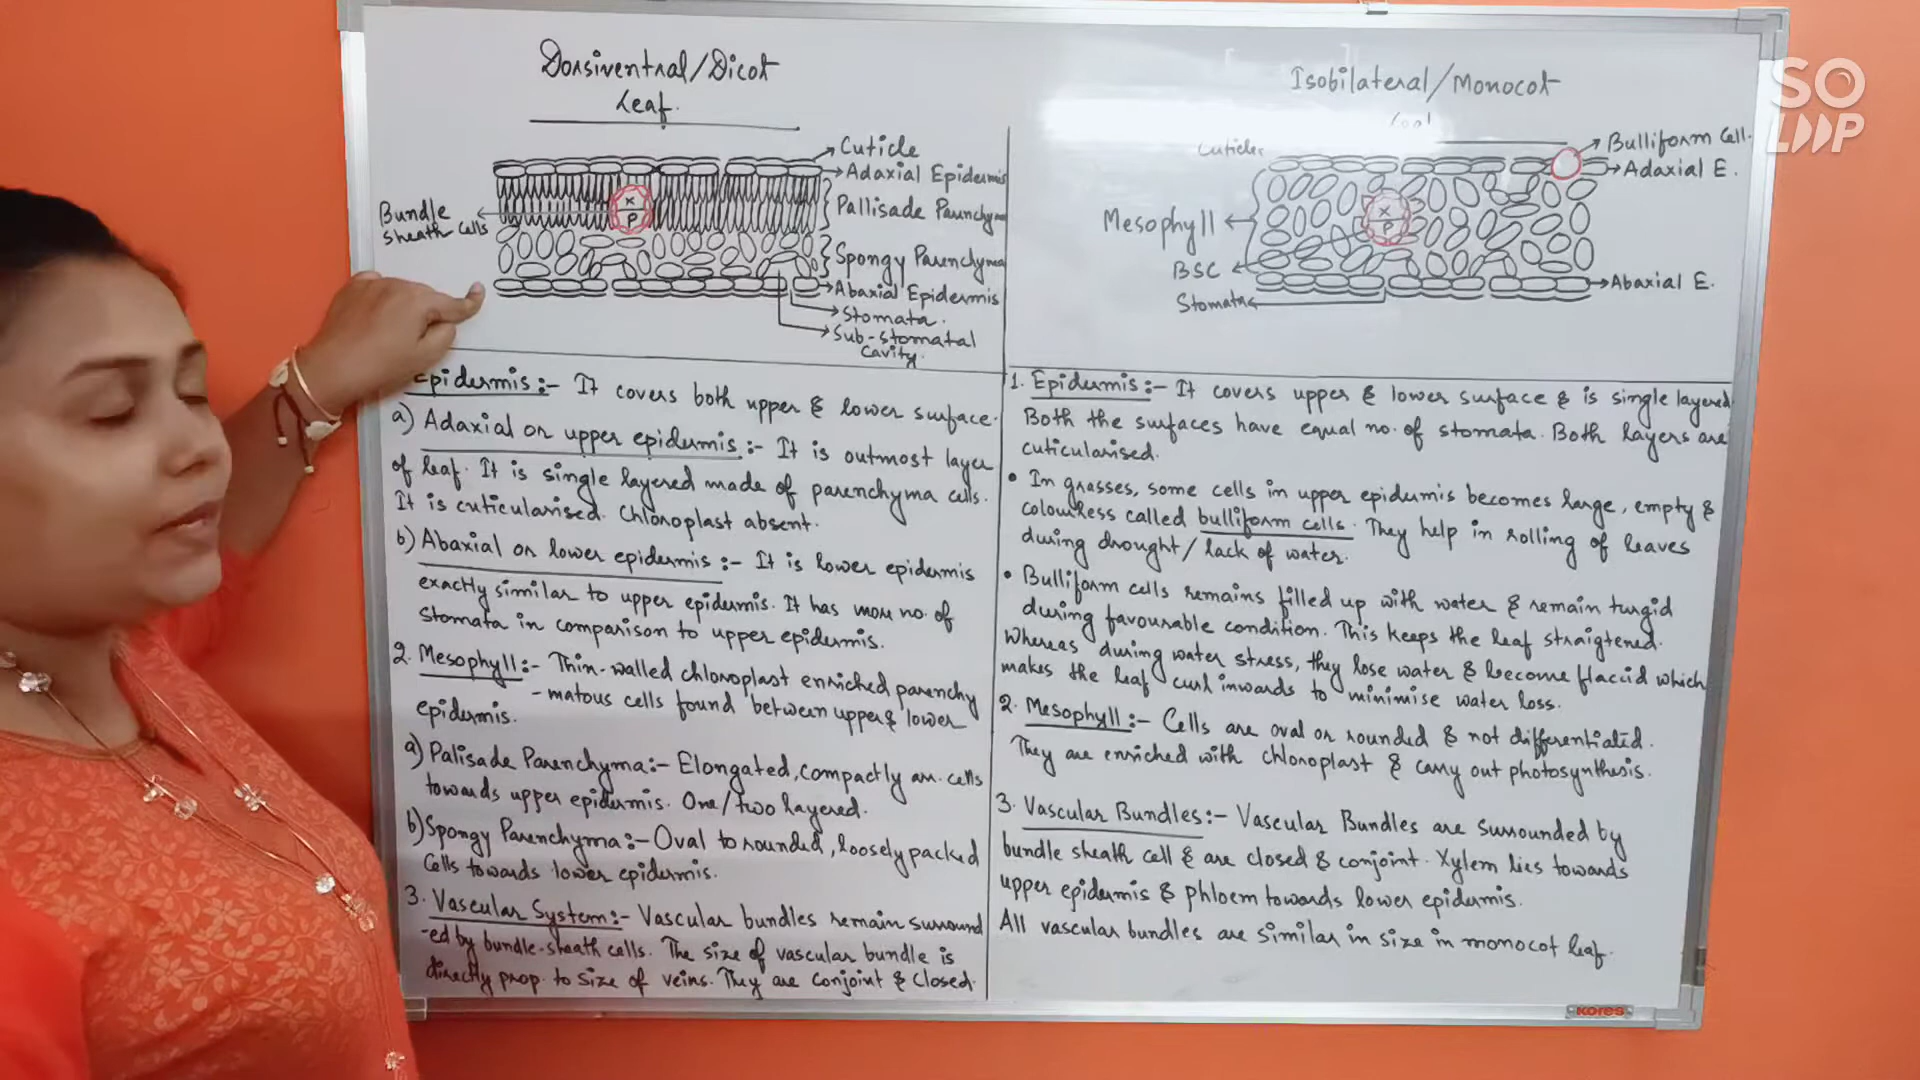 Dorsiventral/Dicot
Leaf.
Cuticle
Adaxial Epidermis
Pallisade Paunchyma
Bundle
sheath cells
X
P
Spongy Parenchyma
Abaxial Epidermis
Stomata.
Sub-stomatal
Cavity.
Epidermis:- It covers both upper & lower surface.
a) Adaxial or upper epidermis:- It is outmost layer
of leaf. It is single layered made of parenchyma cells.
It is cuticularised. Chloroplast absent.
b) Abaxial or lower epidermis:- It is lower epidermis
exactly similar to upper epidermis. It has more no. of
stomata in comparison to upper epidermis.
2. Mesophyll:- Thin-walled chloroplast enriched parenchy
-matous cells found between upper & lower
epidermis.
a) Palisade Parenchyma:- Elongated, compactly arr. cells
towards upper epidermis. One/two layered.
b) Spongy Parenchyma:- Oval to rounded, loosely packed
cells towards lower epidermis.
3. Vascular System:- Vascular bundles remain surround
-ed by bundle-sheath cells. The size of vascular bundle is
directly prop. to size of veins. They are conjoint & closed.
Isobilateral/Monocot
Cuticle
Bulliform Cell.
Adaxial E.
Mesophyll
X
P
BSC
Stomata
Abaxial E.
1. Epidermis:- It covers upper & lower surface & is single layered.
Both the surfaces have equal no. of stomata. Both layers are
cuticularised.
• In grasses, some cells in upper epidermis becomes large, empty &
colourless called bulliform cells. They help in rolling of leaves
during drought/lack of water.
• Bulliform cells remains filled up with water & remain turgid
during favourable condition. This keeps the leaf straigtened.
Whereas during water stress, they lose water & become flaccid which
makes the leaf curl inwards to minimise water loss.
2. Mesophyll:- Cells are oval or rounded & not differentiated.
They are enriched with chloroplast & carry out photosynthesis.
3. Vascular Bundles:- Vascular Bundles are surrounded by
bundle sheath cell & are closed & conjoint. Xylem lies towards
upper epidermis & phloem towards lower epidermis.
All vascular bundles are similar in size in monocot leaf.
kores
SO
LOOP